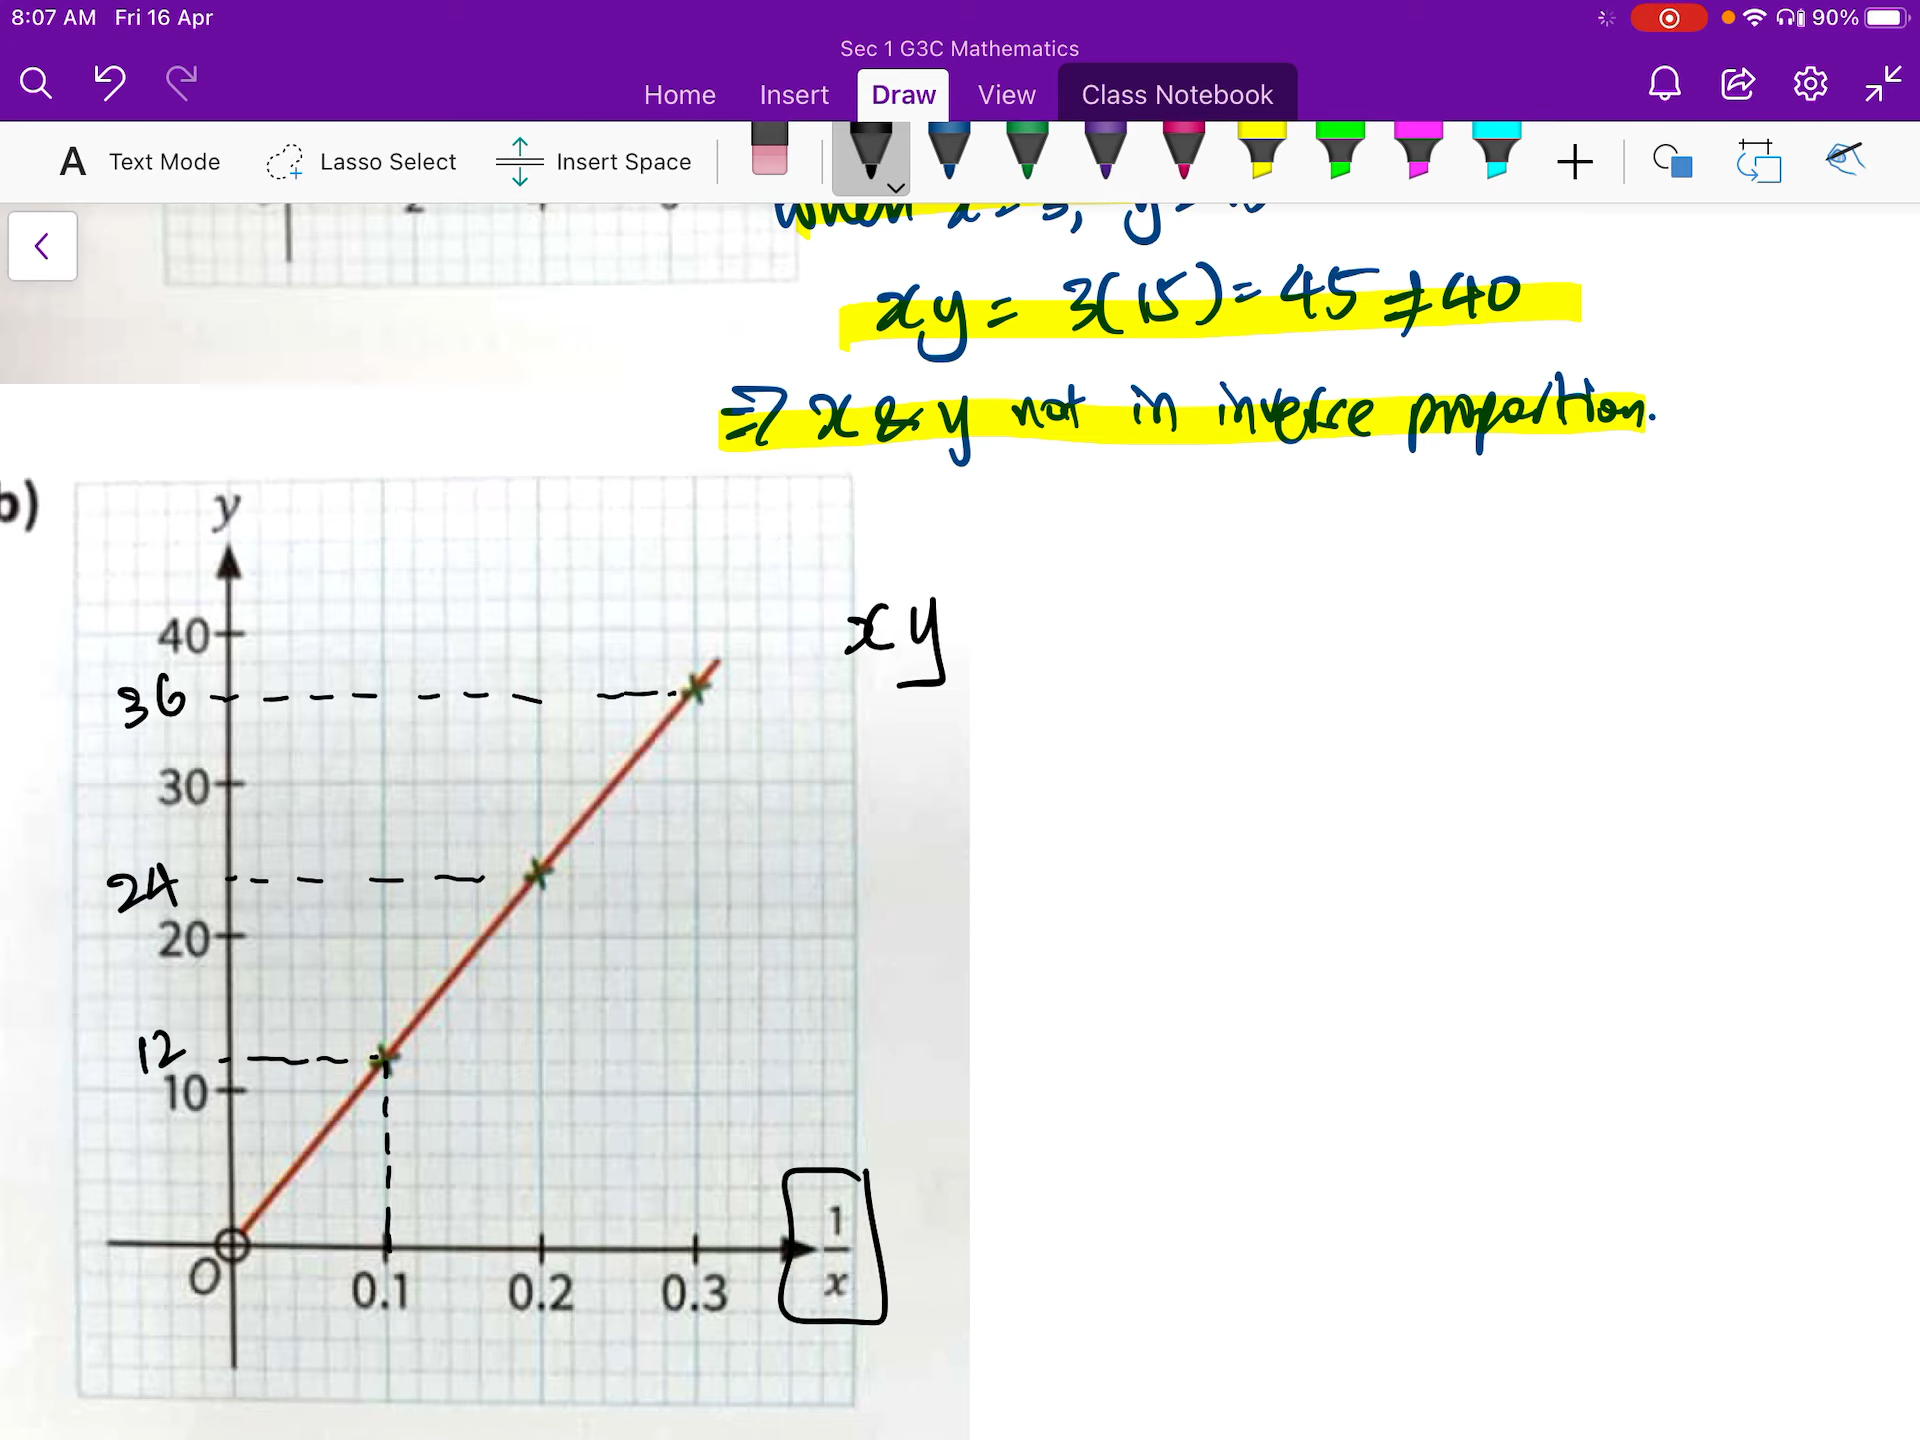 8:07 AM Fri 16 Apr
90%
Sec 1 G3C Mathematics
Home Insert Draw View Class Notebook
A Text Mode Lasso Select Insert Space
when x = 3, y =
xy = 3(15) = 45 ≠ 40
⇒ x & y not in inverse proportion.
b)
y
40
xy
36
30
24
20
12
10
O 0.1 0.2 0.3 1/x